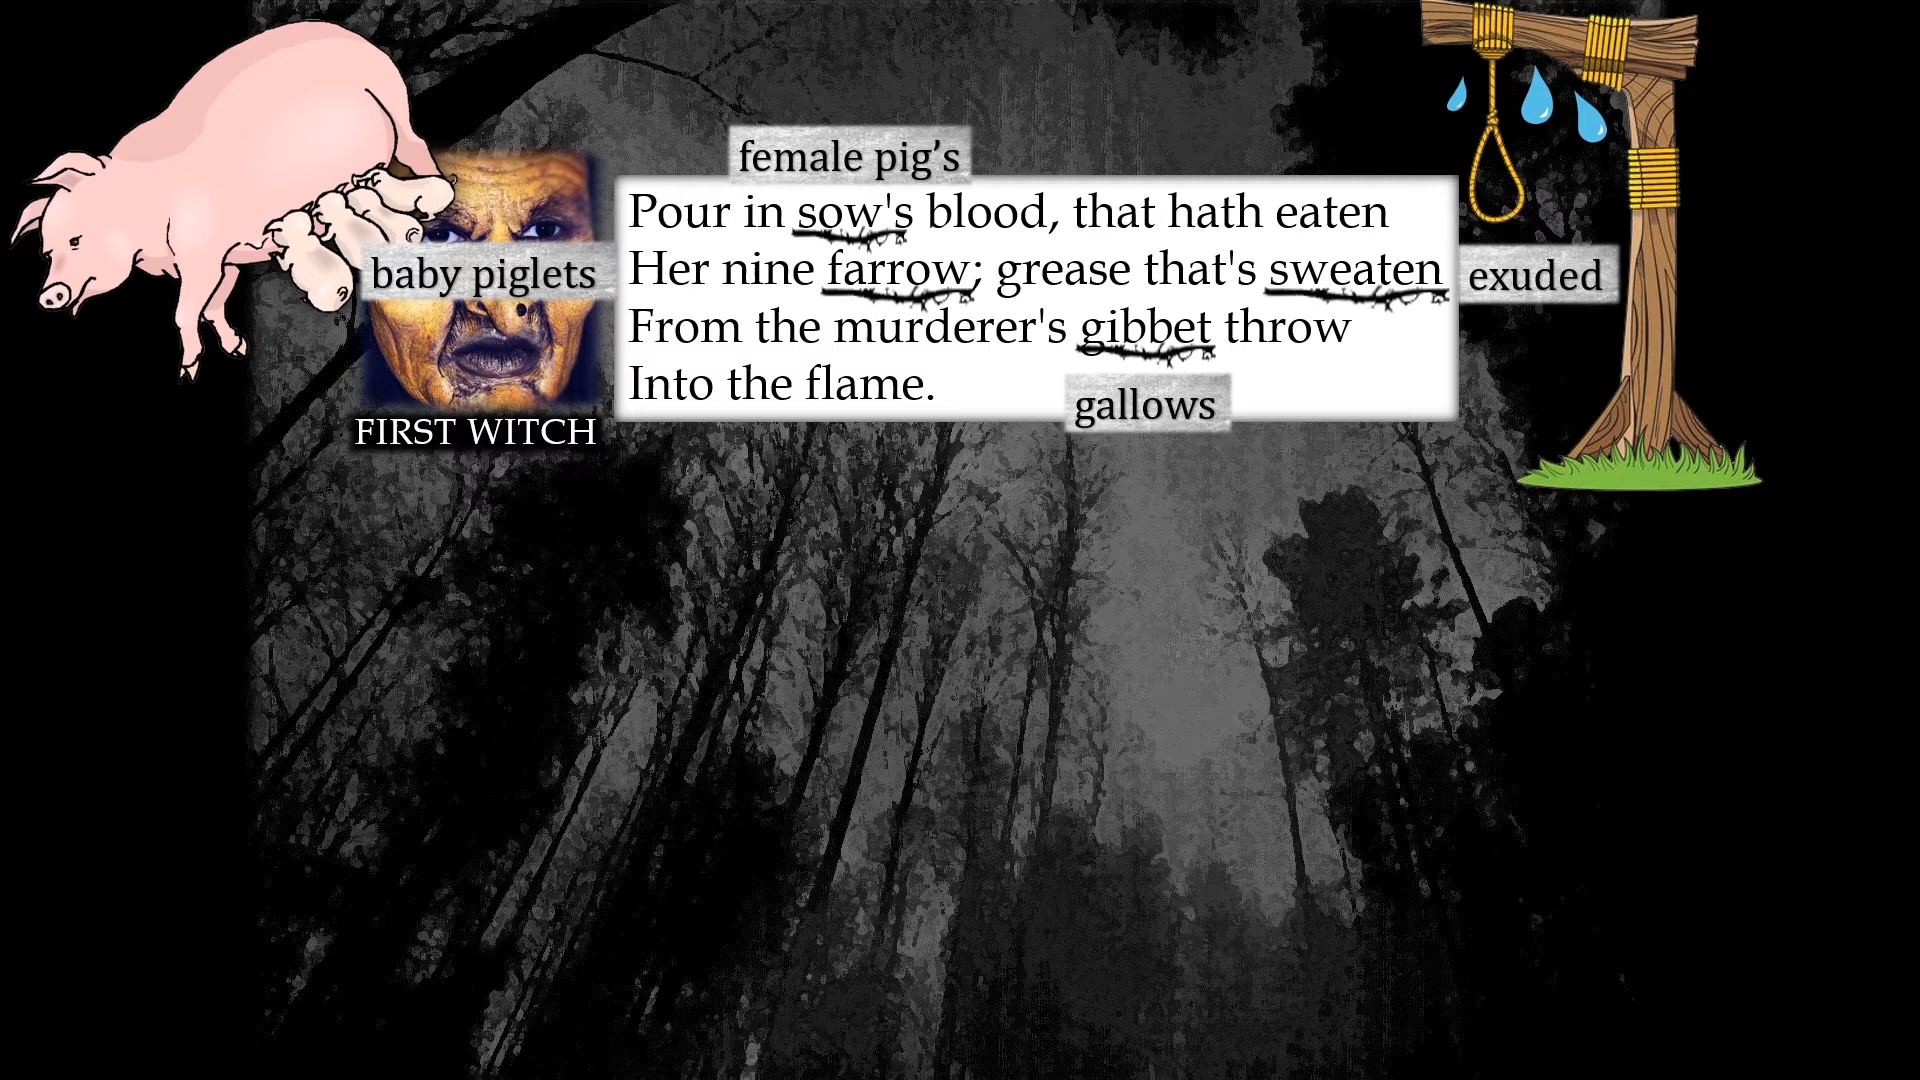 female pig’s
Pour in sow's blood, that hath eaten
baby piglets
Her nine farrow; grease that's sweaten
exuded
From the murderer's gibbet throw
Into the flame.
gallows
FIRST WITCH